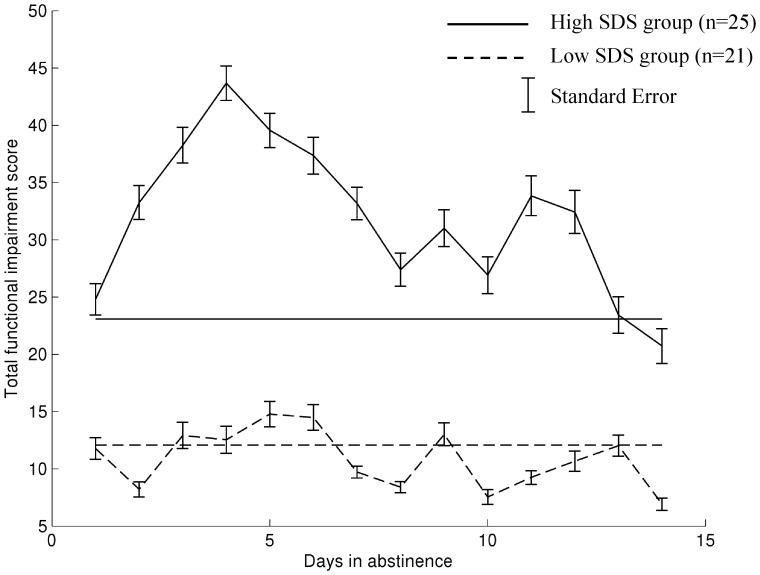 High SDS group (n=25)
Low SDS group (n=21)
Standard Error
Total functional impairment score
50
45
40
35
30
25
20
15
10
5
0
5
10
15
Days in abstinence